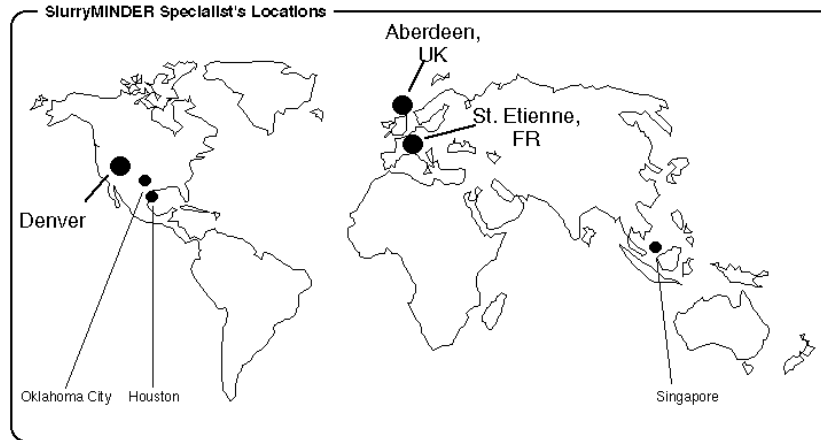 SlurryMINDER Specialist's Locations
Aberdeen,
UK
St. Etienne,
FR
Denver
Oklahoma City
Houston
Singapore